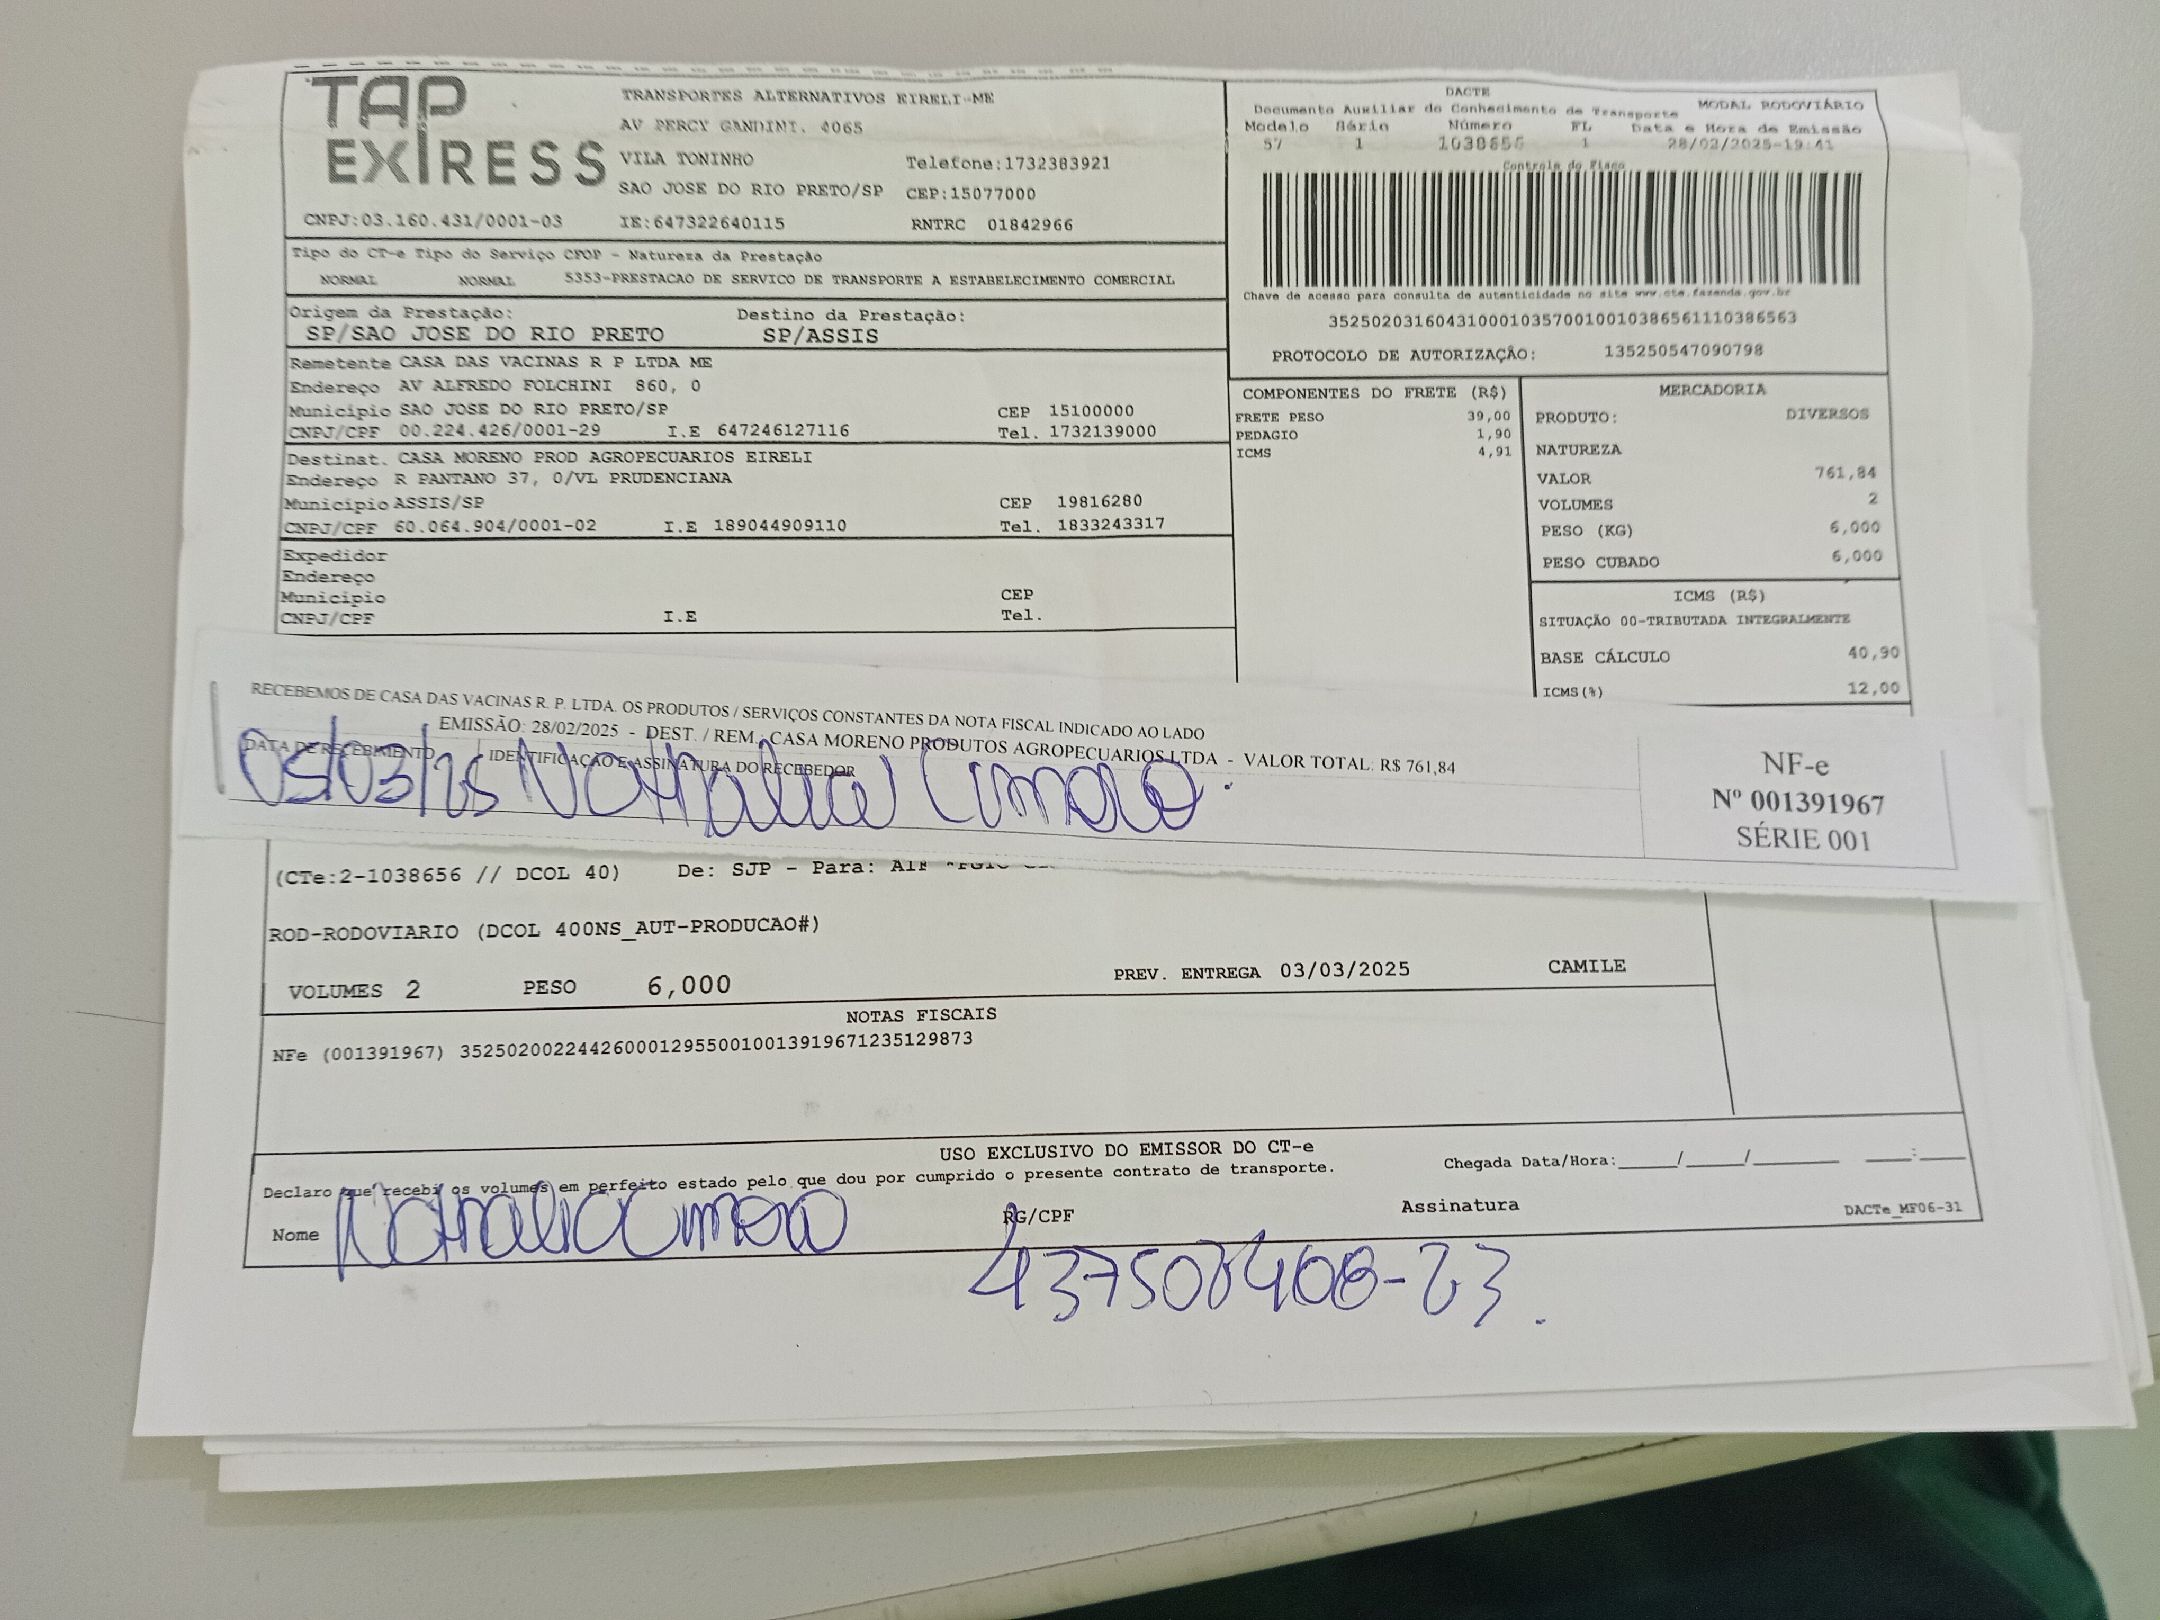 TAP EXPRESS
TRANSPORTES ALTERNATIVOS EIRELI-ME
AV PERCY GANDINI, 4065
VILA TONINHO Telefone:1732383921
SAO JOSE DO RIO PRETO/SP CEP:15077000
CNPJ:03.160.431/0001-03 IE:647322640115 RNTRC 01842966
Tipo do CT-e Tipo do Serviço CFOP - Natureza da Prestação
NORMAL NORMAL 5353-PRESTACAO DE SERVICO DE TRANSPORTE A ESTABELECIMENTO COMERCIAL
Origem da Prestação: Destino da Prestação:
SP/SAO JOSE DO RIO PRETO SP/ASSIS
Remetente CASA DAS VACINAS R P LTDA ME
Endereço AV ALFREDO FOLCHINI 860, 0
Município SAO JOSE DO RIO PRETO/SP CEP 15100000
CNPJ/CPF 00.224.426/0001-29 I.E 647246127116 Tel. 1732139000
Destinat. CASA MORENO PROD AGROPECUARIOS EIRELI
Endereço R PANTANO 37, 0/VL PRUDENCIANA
Município ASSIS/SP CEP 19816280
CNPJ/CPF 60.064.904/0001-02 I.E 189044909110 Tel. 1833243317
Expedidor
Endereço
Município CEP
CNPJ/CPF I.E Tel.
DACTE
Documento Auxiliar do Conhecimento de Transporte MODAL RODOVIÁRIO
Modelo Série Número FL Data e Hora de Emissão
57 1 1038656 1 28/02/2025-19:41
Controle do Fisco
Chave de acesso para consulta de autenticidade no site www.cte.fazenda.gov.br
35250203160431000103570010010386561110386563
PROTOCOLO DE AUTORIZAÇÃO: 135250547090798
COMPONENTES DO FRETE (R$)
FRETE PESO 39,00
PEDAGIO 1,90
ICMS 4,91
MERCADORIA
PRODUTO: DIVERSOS
NATUREZA
VALOR 761,84
VOLUMES 2
PESO (KG) 6,000
PESO CUBADO 6,000
ICMS (R$)
SITUAÇÃO 00-TRIBUTADA INTEGRALMENTE
BASE CÁLCULO 40,90
ICMS(%) 12,00
RECEBEMOS DE CASA DAS VACINAS R. P. LTDA. OS PRODUTOS / SERVIÇOS CONSTANTES DA NOTA FISCAL INDICADO AO LADO
EMISSÃO: 28/02/2025 - DEST. / REM.: CASA MORENO PRODUTOS AGROPECUARIOS LTDA - VALOR TOTAL: R$ 761,84
DATA DE RECEBIMENTO IDENTIFICAÇÃO E ASSINATURA DO RECEBEDOR
05/03/25 Nathalia
NF-e
Nº 001391967
SÉRIE 001
(CTe:2-1038656 // DCOL 40) De: SJP - Para:
ROD-RODOVIARIO (DCOL 400NS_AUT-PRODUCAO#)
VOLUMES 2 PESO 6,000 PREV. ENTREGA 03/03/2025 CAMILE
NOTAS FISCAIS
NFe (001391967) 35250200224426000129550010013919671235129873
USO EXCLUSIVO DO EMISSOR DO CT-e
Declaro que recebi os volumes em perfeito estado pelo que dou por cumprido o presente contrato de transporte.
Chegada Data/Hora:____/____/______ ___:___
Nome Nathalia RG/CPF Assinatura DACTe_MF06-31